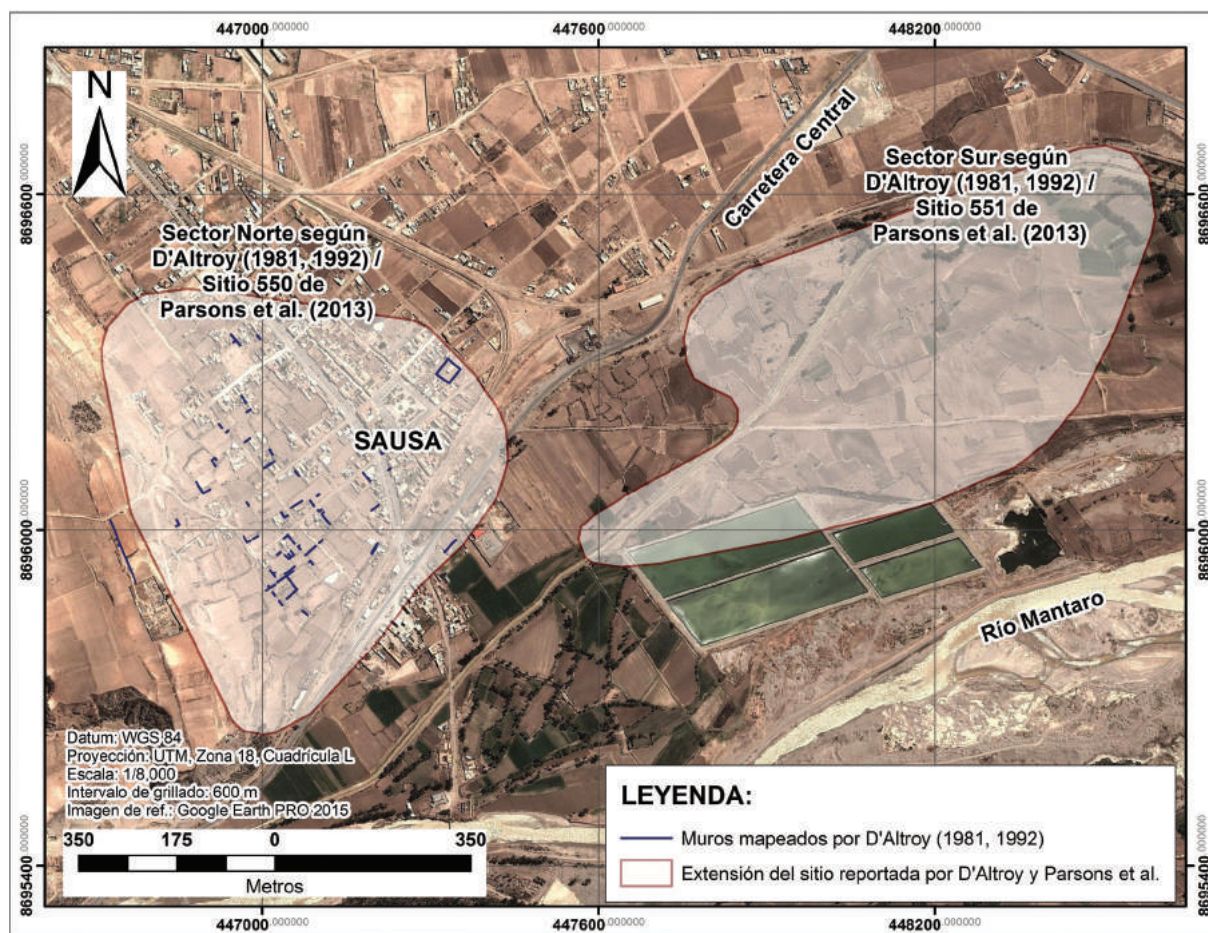 447000.000000
447600.000000
448200.000000
N
8696600.000000
8696600.000000
Carretera Central
Sector Sur según
D'Altroy (1981, 1992) /
Sitio 551 de
Parsons et al. (2013)
Sector Norte según
D'Altroy (1981, 1992) /
Sitio 550 de
Parsons et al. (2013)
SAUSA
8696000.000000
8696000.000000
Río Mantaro
Datum: WGS 84
Proyección: UTM, Zona 18, Cuadrícula L
Escala: 1/8,000
Intervalo de grillado: 600 m
Imagen de ref.: Google Earth PRO 2015
350 175 0 350
Metros
LEYENDA:
Muros mapeados por D'Altroy (1981, 1992)
Extensión del sitio reportada por D'Altroy y Parsons et al.
8695400.000000
8695400.000000
447000.000000
447600.000000
448200.000000